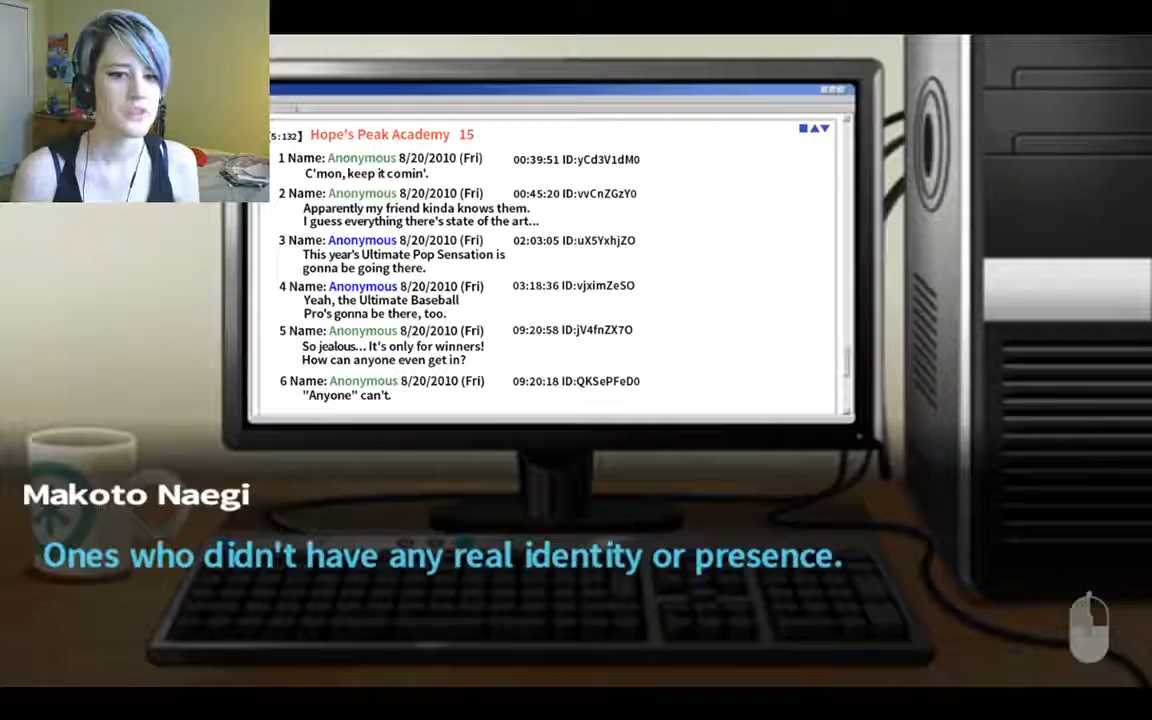 5:132】 Hope's Peak Academy 15
1 Name: Anonymous 8/20/2010 (Fri) 00:39:51 ID:yCd3V1dM0
C'mon, keep it comin'.
2 Name: Anonymous 8/20/2010 (Fri) 00:45:20 ID:vvCnZGzY0
Apparently my friend kinda knows them.
I guess everything there's state of the art...
3 Name: Anonymous 8/20/2010 (Fri) 02:03:05 ID:uX5YxhjZO
This year's Ultimate Pop Sensation is
gonna be going there.
4 Name: Anonymous 8/20/2010 (Fri) 03:18:36 ID:vjximZeSO
Yeah, the Ultimate Baseball
Pro's gonna be there, too.
5 Name: Anonymous 8/20/2010 (Fri) 09:20:58 ID:jV4fnZX7O
So jealous... It's only for winners!
How can anyone even get in?
6 Name: Anonymous 8/20/2010 (Fri) 09:20:18 ID:QKSePFeD0
"Anyone" can't.
Makoto Naegi
Ones who didn't have any real identity or presence.